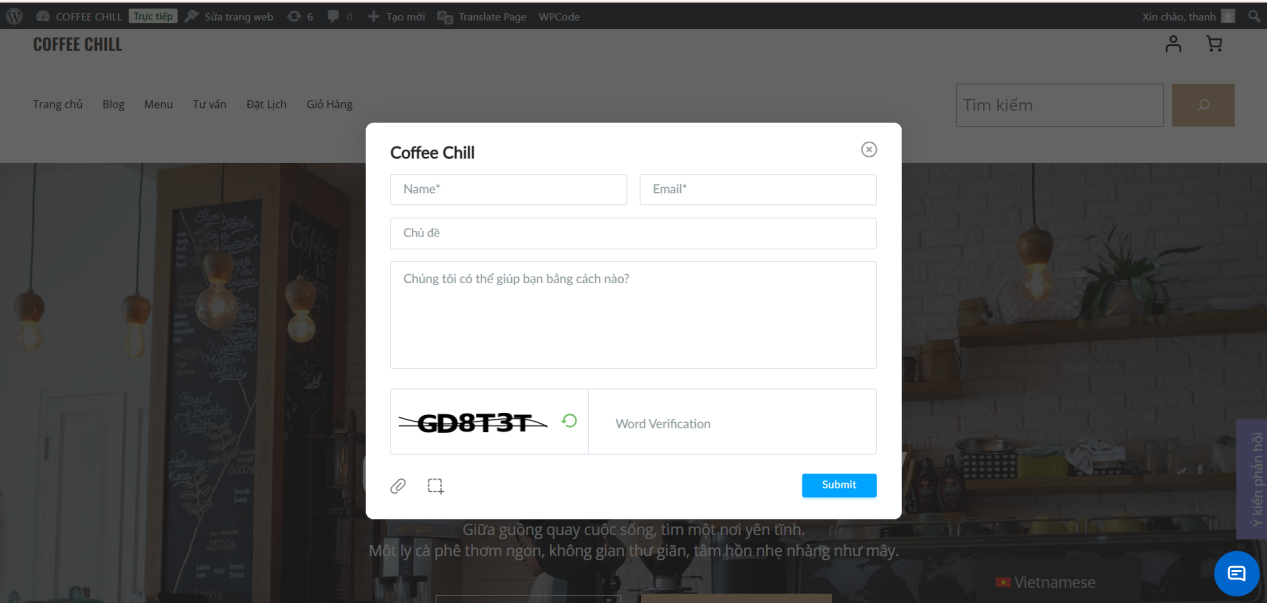 COFFEE CHILL Trực tiếp Sửa trang web 6 0 Tạo mới Translate Page WPCode Xin chào, thanh
COFFEE CHILL
Trang chủ Blog Menu Tư vấn Đặt Lịch Giỏ Hàng Tìm kiếm
Coffee Chill
Name* Email*
Chủ đề
Chúng tôi có thể giúp bạn bằng cách nào?
GD8T3T Word Verification
Submit
Ý kiến phản hồi
Giữa guồng quay cuộc sống, tìm một nơi yên tĩnh.
Một ly cà phê thơm ngon, không gian thư giãn, tâm hồn nhẹ nhàng như mây.
Vietnamese